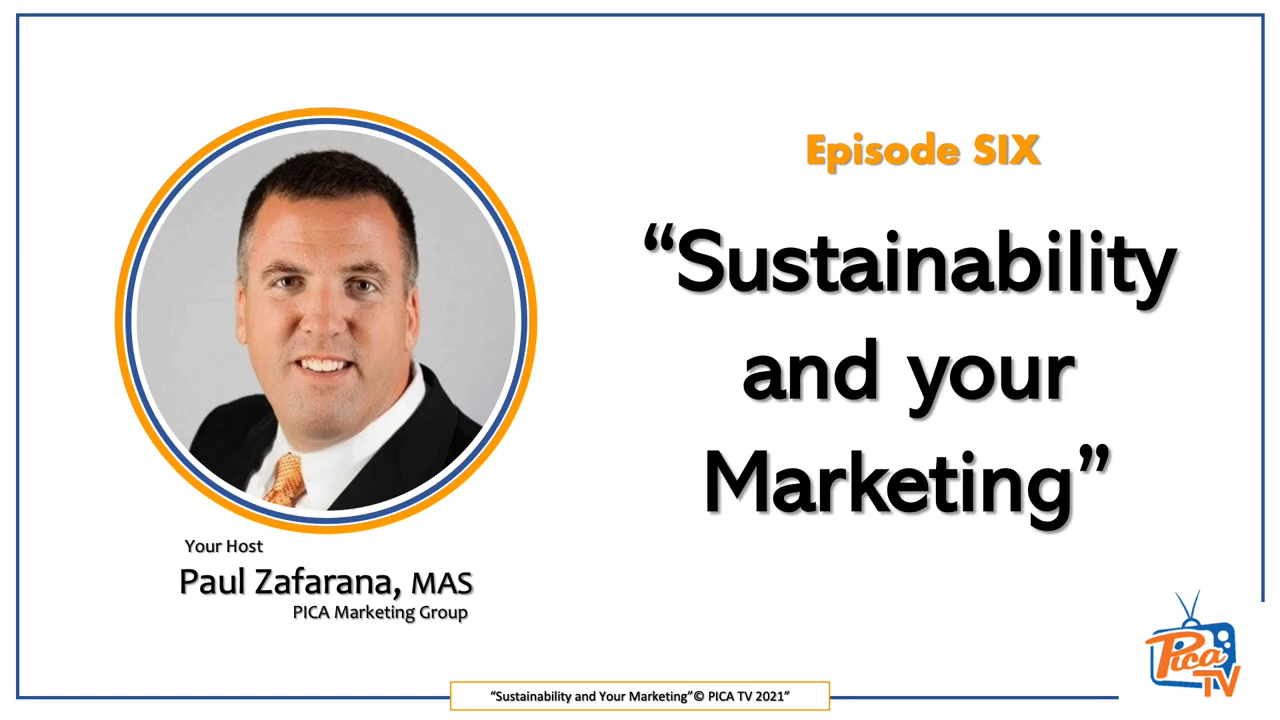 Episode SIX
“Sustainability
and your
Marketing”
Your Host
Paul Zafarana, MAS
PICA Marketing Group
Pica
TV
“Sustainability and Your Marketing”© PICA TV 2021”